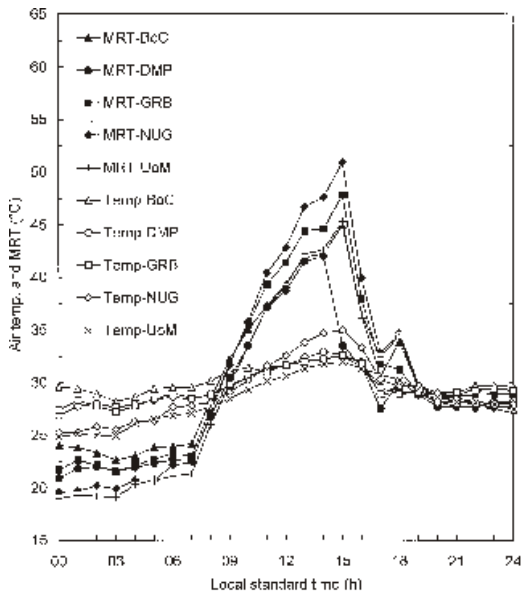 65
60
55
50
45
40
35
30
25
20
15
Air temp. and MRT (°C)
MRT-BoC
MRT-DMP
MRT-GRB
MRT-NUG
MRT-UoM
Temp-BoC
Temp-DMP
Temp-GRB
Temp-NUG
Temp-UoM
00 03 06 09 12 15 18 21 24
Local standard time (h)